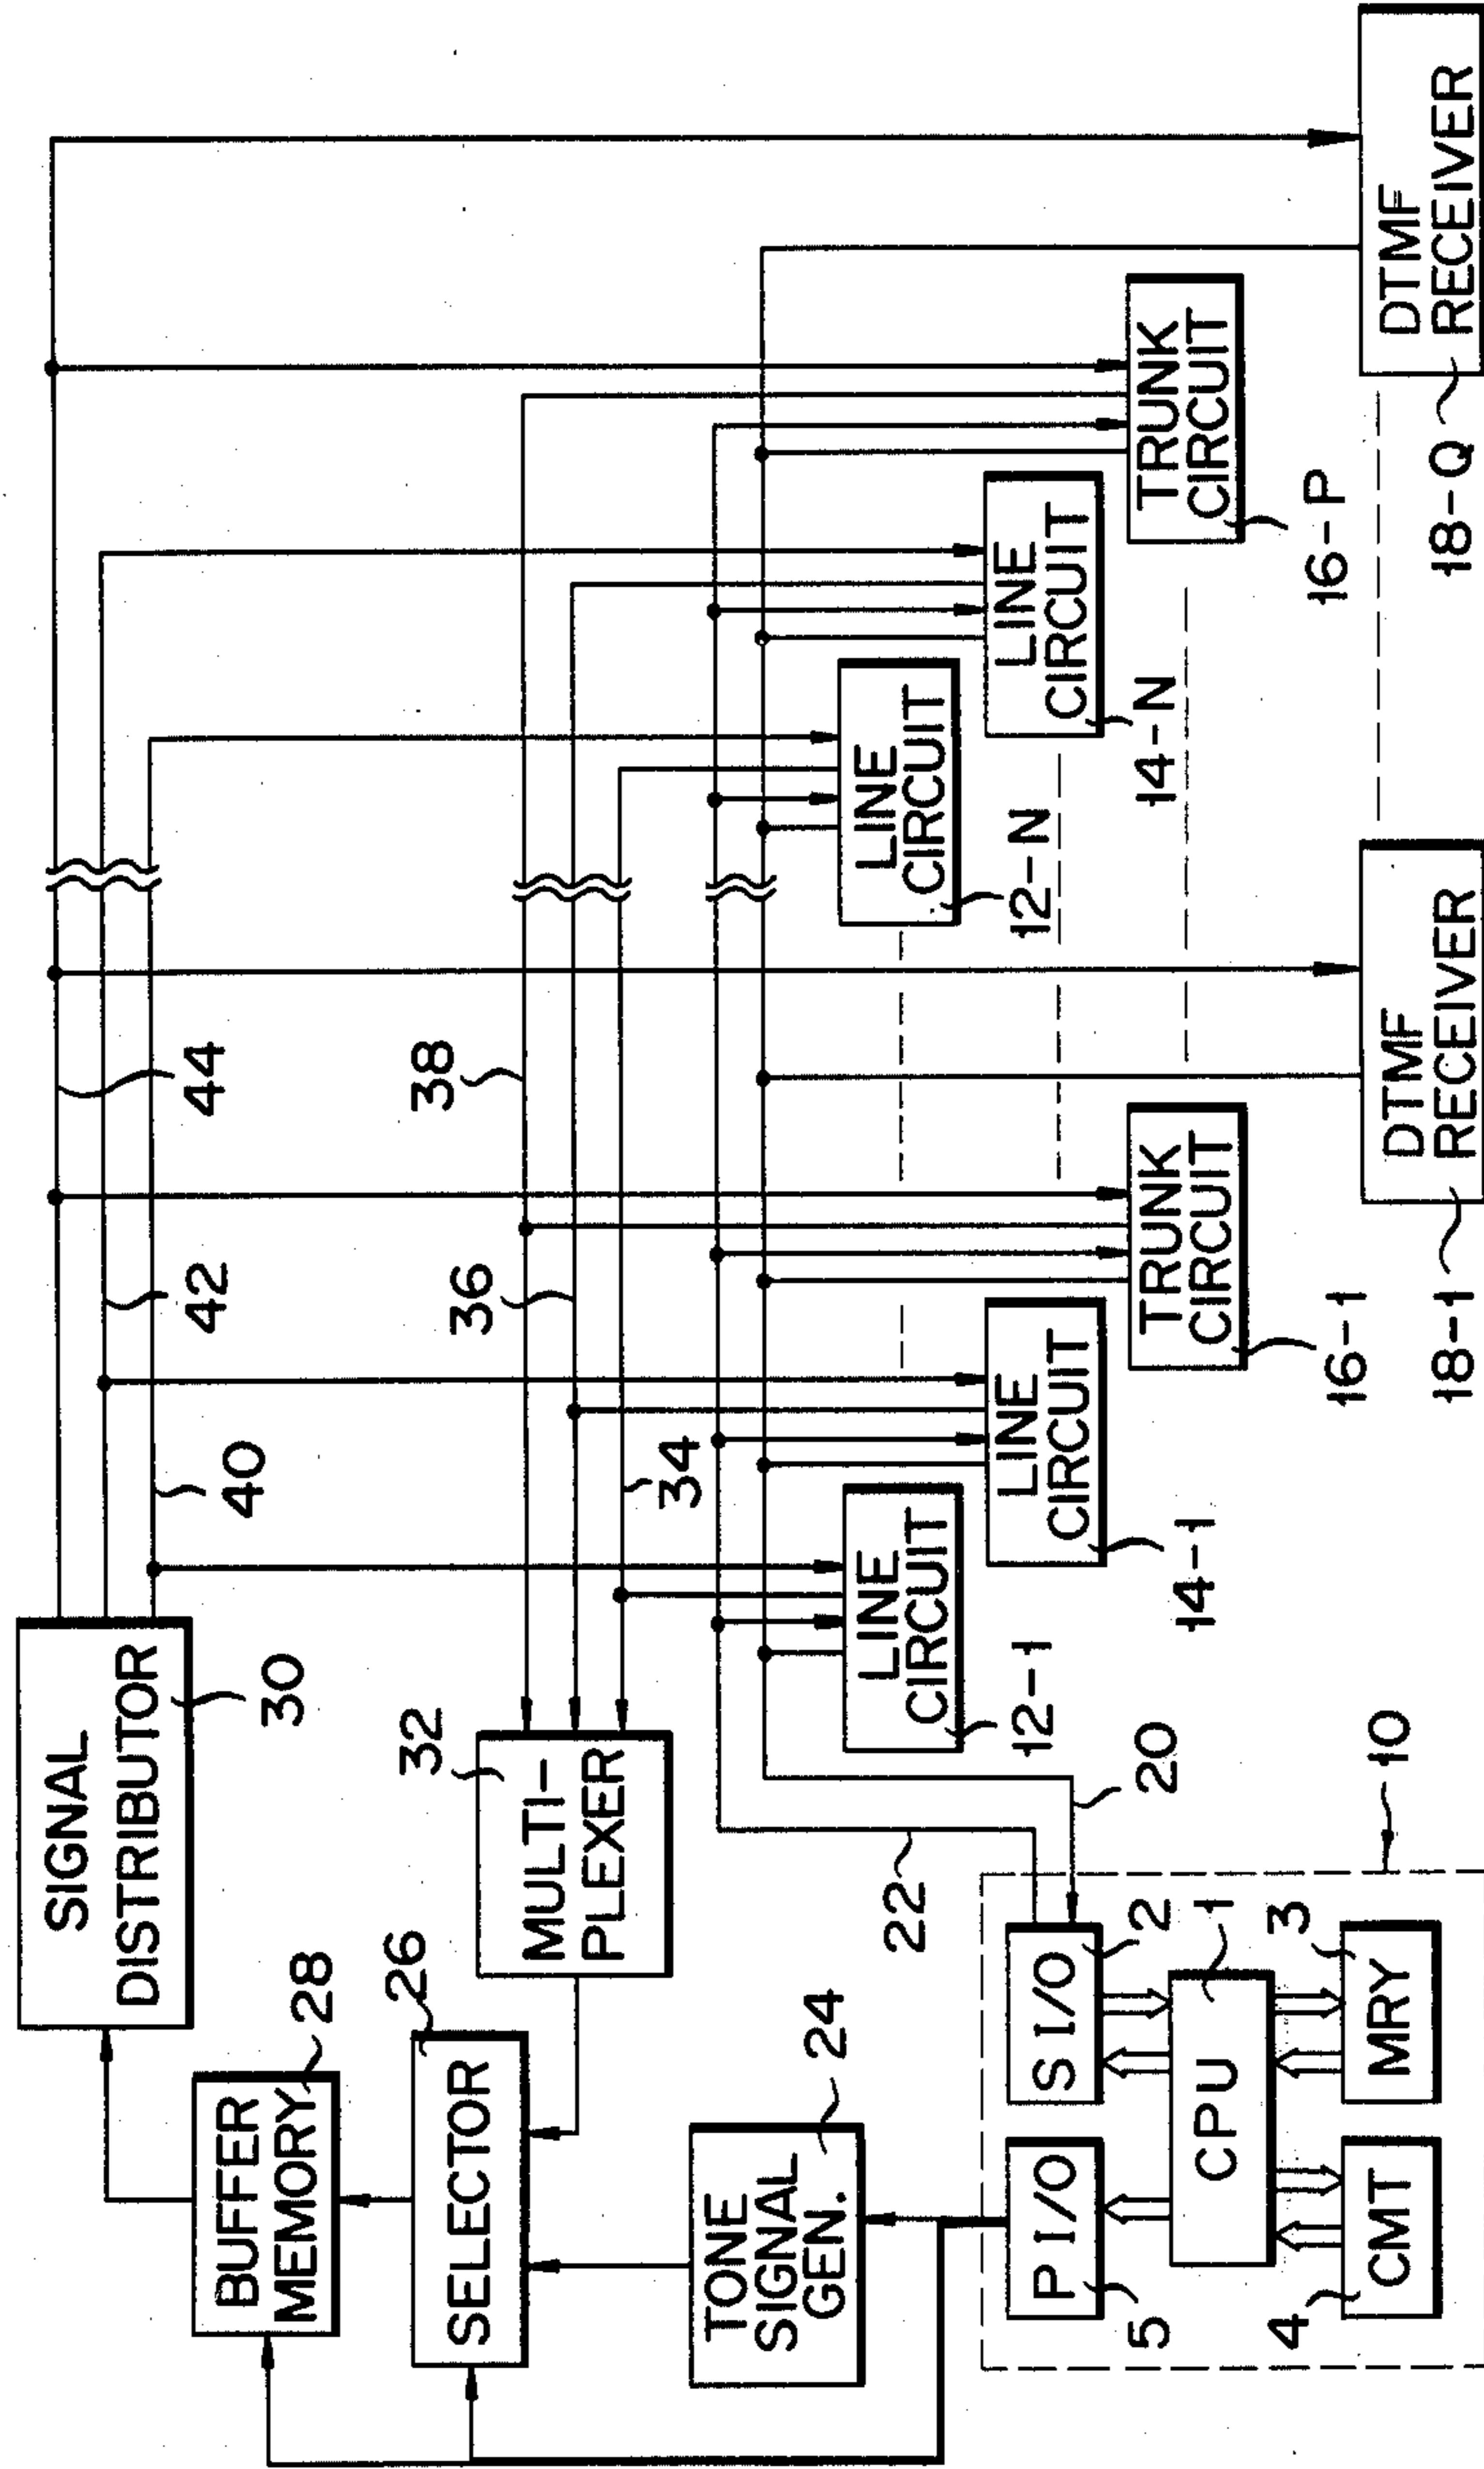 SIGNAL
DISTRIBUTOR
30
BUFFER
MEMORY
28
SELECTOR
26
MULTI-
PLEXER
32
TONE
SIGNAL
GEN.
24
44
42
40
38
36
34
22
20
LINE
CIRCUIT
12-1
LINE
CIRCUIT
14-1
TRUNK
CIRCUIT
16-1
DTMF
RECEIVER
18-1
LINE
CIRCUIT
12-N
LINE
CIRCUIT
14-N
TRUNK
CIRCUIT
16-P
DTMF
RECEIVER
18-Q
10
P I/O
5
S I/O
2
CPU
1
CMT
4
MRY
3